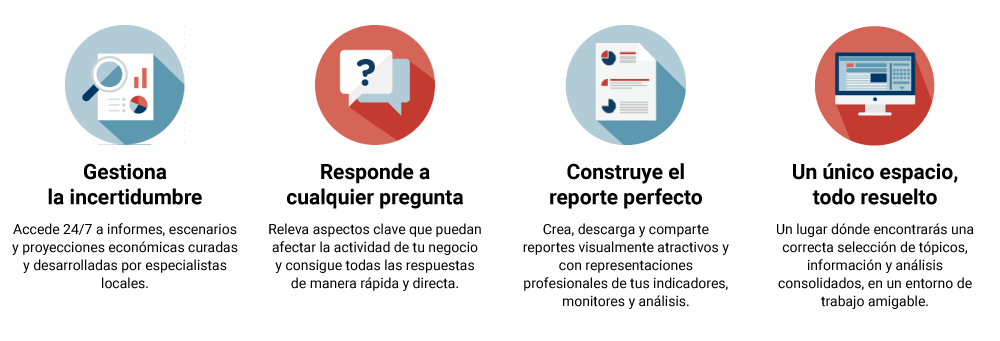 Gestiona
la incertidumbre
Accede 24/7 a informes, escenarios
y proyecciones económicas curadas
y desarrolladas por especialistas
locales.
?
Responde a
cualquier pregunta
Releva aspectos clave que puedan
afectar la actividad de tu negocio
y consigue todas las respuestas
de manera rápida y directa.
Construye el
reporte perfecto
Crea, descarga y comparte
reportes visualmente atractivos y
con representaciones
profesionales de tus indicadores,
monitores y análisis.
Un único espacio,
todo resuelto
Un lugar dónde encontrarás una
correcta selección de tópicos,
información y análisis
consolidados, en un entorno de
trabajo amigable.